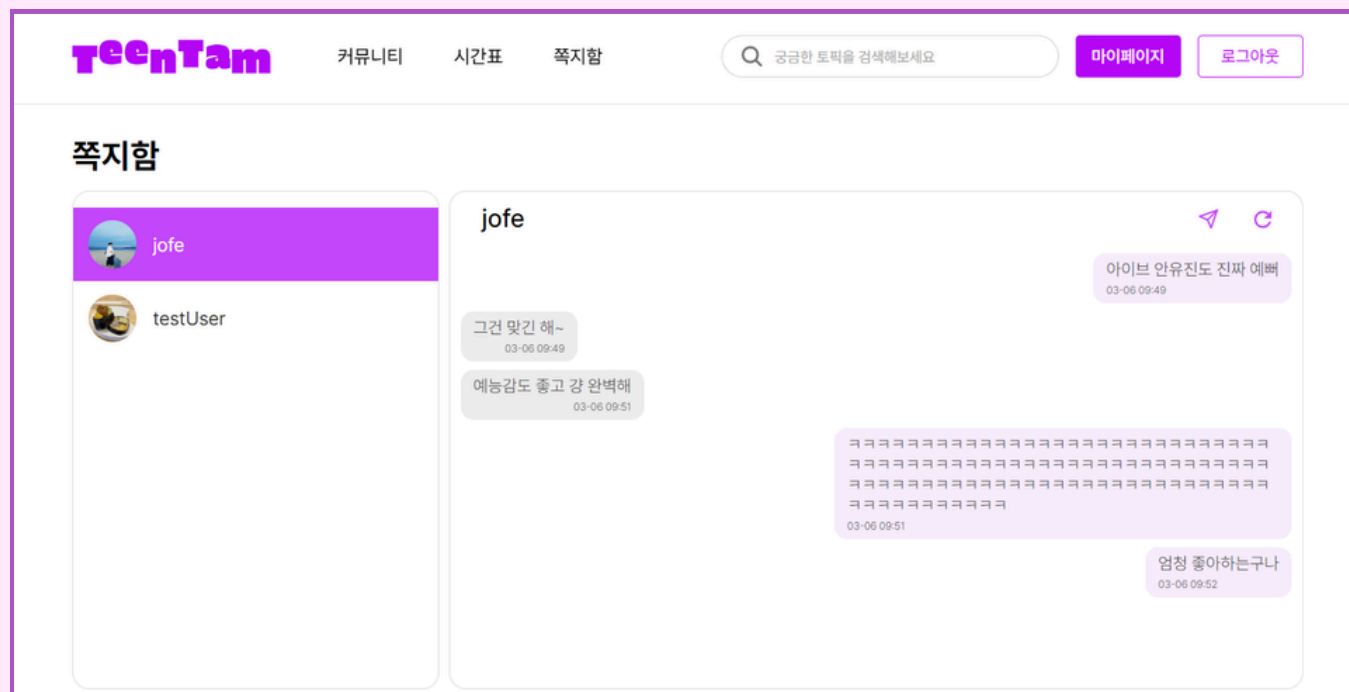 TeenTam
커뮤니티
시간표
쪽지함
궁금한 토픽을 검색해보세요
마이페이지
로그아웃
쪽지함
jofe
testUser
jofe
아이브 안유진도 진짜 예뻐
03-06 09:49
그건 맞긴 해~
03-06 09:49
예능감도 좋고 걍 완벽해
03-06 09:51
ㅋㅋㅋㅋㅋㅋㅋㅋㅋㅋㅋㅋㅋㅋㅋㅋㅋㅋㅋㅋㅋㅋㅋㅋㅋㅋㅋㅋㅋ
ㅋㅋㅋㅋㅋㅋㅋㅋㅋㅋㅋㅋㅋㅋㅋㅋㅋㅋㅋㅋㅋㅋㅋㅋㅋㅋㅋㅋㅋ
ㅋㅋㅋㅋㅋㅋㅋㅋㅋㅋㅋㅋㅋㅋㅋㅋㅋㅋㅋㅋㅋㅋㅋㅋㅋㅋㅋㅋㅋ
ㅋㅋㅋㅋㅋㅋㅋㅋㅋㅋㅋ
03-06 09:51
엄청 좋아하는구나
03-06 09:52